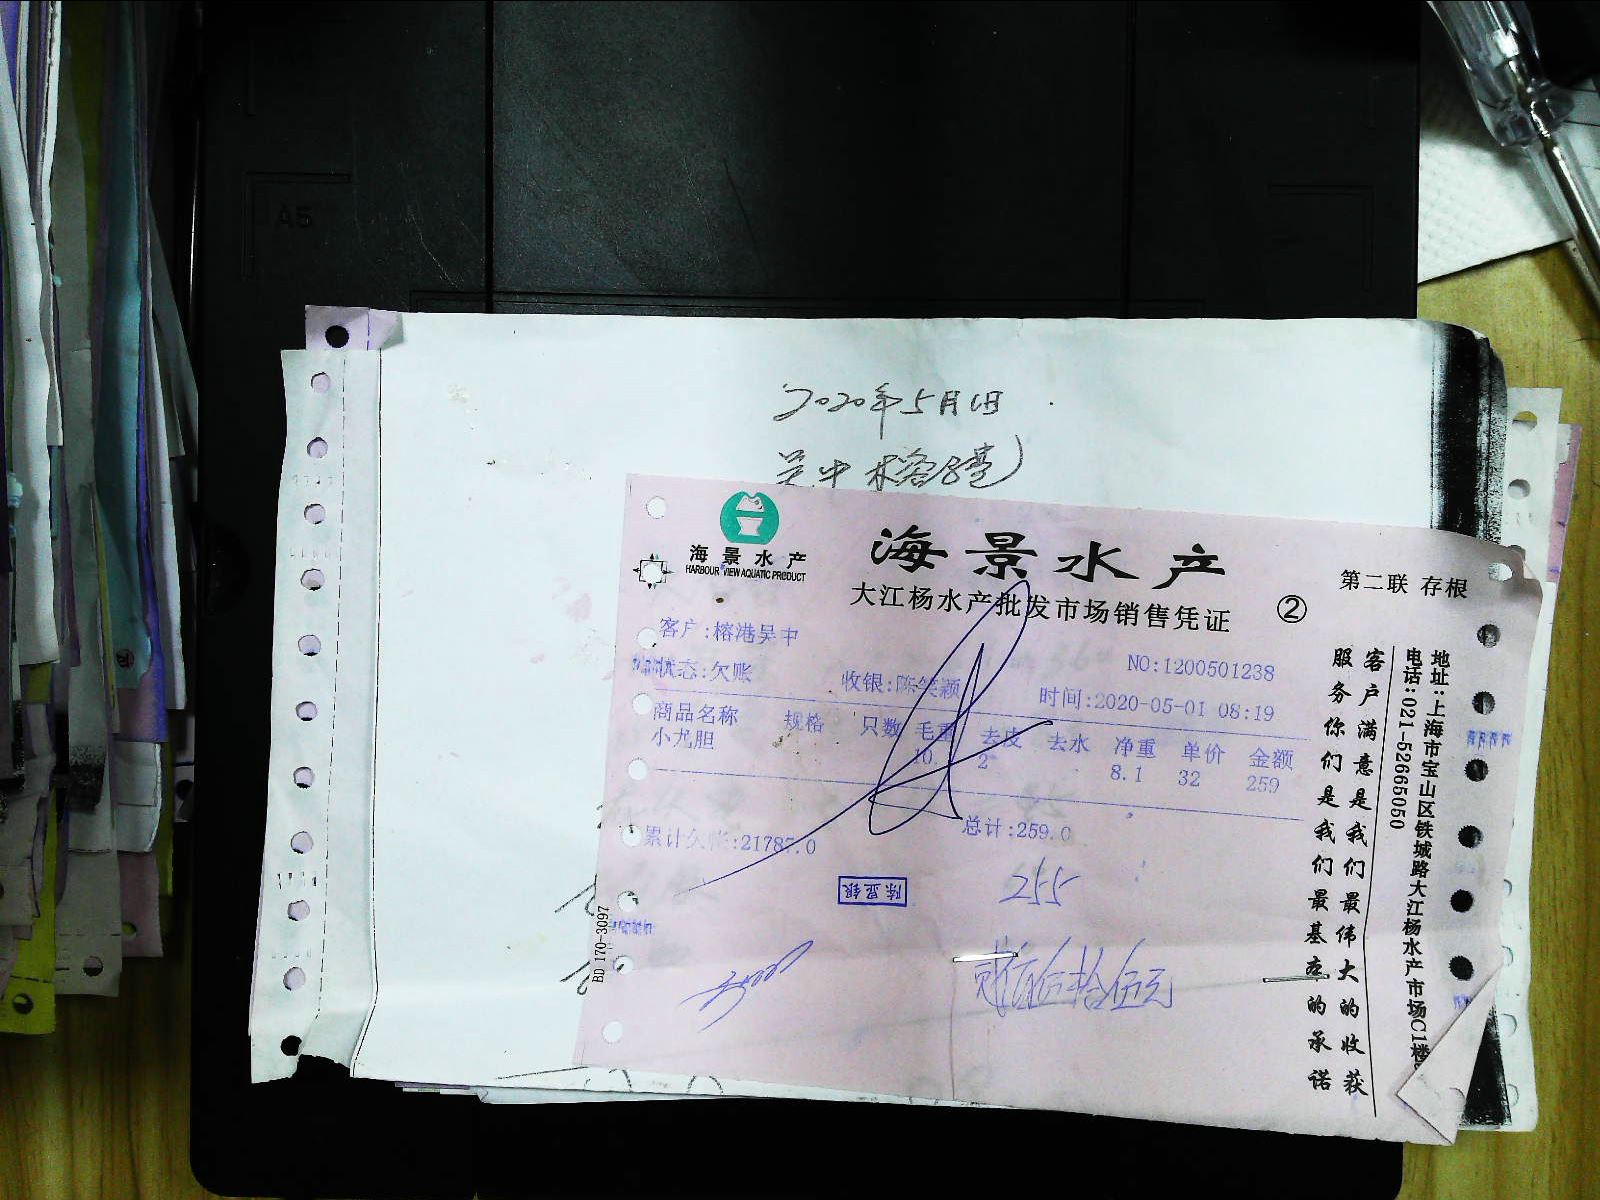 A5
2020年5月1日
吴中
海景水产
HARBOUR VIEW AQUATIC PRODUCT
海景水产
大江杨水产批发市场销售凭证 ②
第二联 存根
客户:榕港吴中
状态:欠账 收银:陈笑颖
NO:1200501238
时间:2020-05-01 08:19
商品名称 规格 只数 毛重 去皮 去水 净重 单价 金额
小龙胆 10. 2 8.1 32 259
累计欠帐:21787.0 总计:259.0
255
BD 170-3097
客户满意是我们最伟大的收获
服务你们是我们最基本的承诺
地址:上海市宝山区铁城路大江杨水产市场C1楼
电话:021-52665050